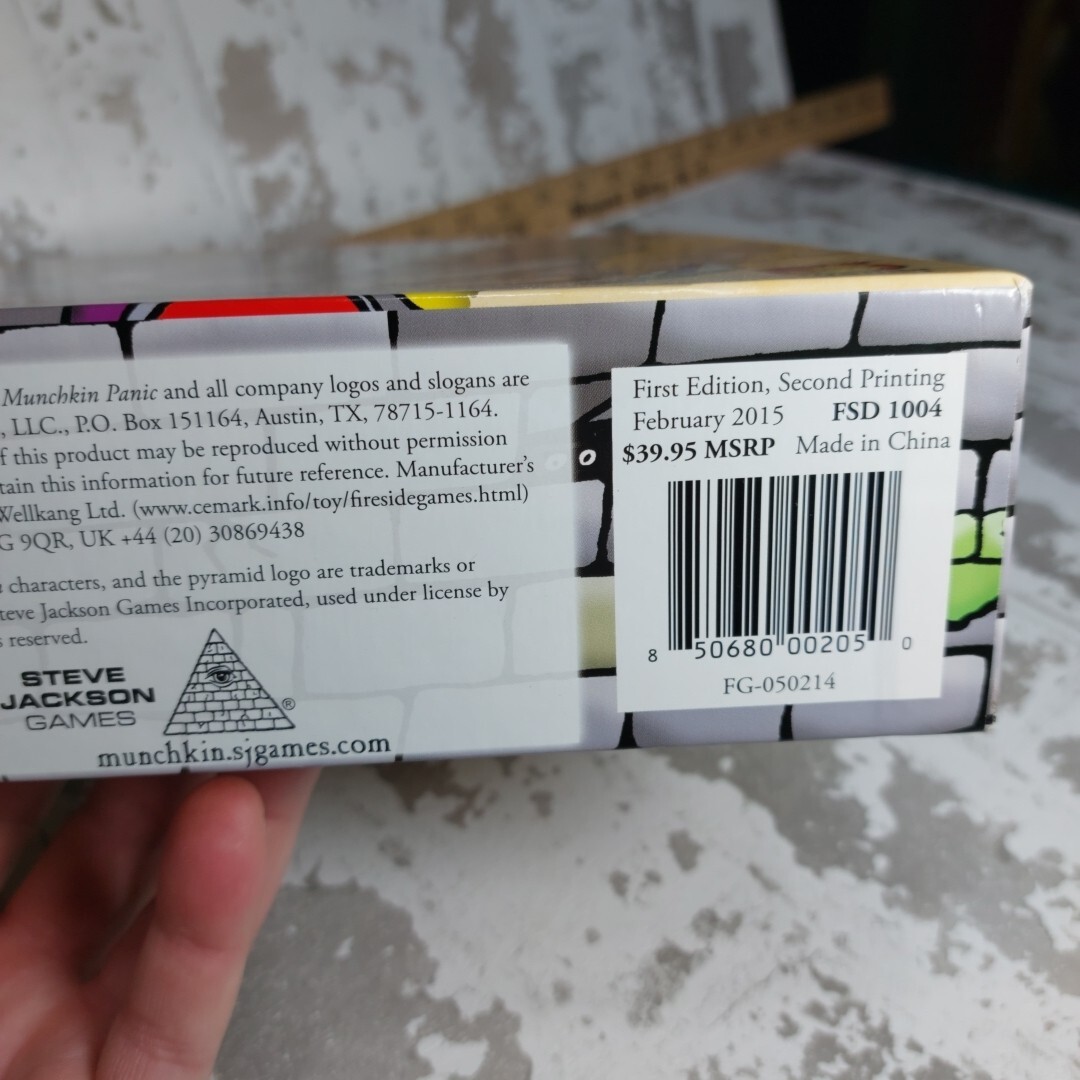 Munchkin Panic and all company logos and slogans are
, LLC., P.O. Box 151164, Austin, TX, 78715-1164.
f this product may be reproduced without permission
tain this information for future reference. Manufacturer's
Wellkang Ltd. (www.cemark.info/toy/firesidegames.html)
G 9QR, UK +44 (20) 30869438
characters, and the pyramid logo are trademarks or
teve Jackson Games Incorporated, used under license by
s reserved.
STEVE
JACKSON
GAMES
®
munchkin.sjgames.com
First Edition, Second Printing
February 2015 FSD 1004
$39.95 MSRP Made in China
8 50680 00205 0
FG-050214